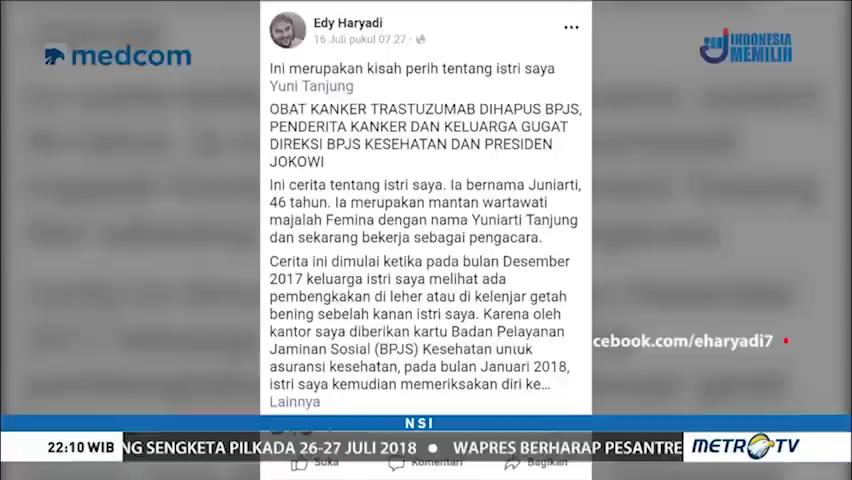 medcom
INDONESIA
MEMILIH
Edy Haryadi
16 Juli pukul 07.27
Ini merupakan kisah perih tentang istri saya
Yuni Tanjung
OBAT KANKER TRASTUZUMAB DIHAPUS BPJS,
PENDERITA KANKER DAN KELUARGA GUGAT
DIREKSI BPJS KESEHATAN DAN PRESIDEN
JOKOWI
Ini cerita tentang istri saya. Ia bernama Juniarti,
46 tahun. Ia merupakan mantan wartawati
majalah Femina dengan nama Yuniarti Tanjung
dan sekarang bekerja sebagai pengacara.
Cerita ini dimulai ketika pada bulan Desember
2017 keluarga istri saya melihat ada
pembengkakan di leher atau di kelenjar getah
bening sebelah kanan istri saya. Karena oleh
kantor saya diberikan kartu Badan Pelayanan
Jaminan Sosial (BPJS) Kesehatan untuk
asuransi kesehatan, pada bulan Januari 2018,
istri saya kemudian memeriksakan diri ke...
Lainnya
cebook.com/eharyadi7
NSI
22:10 WIB
NG SENGKETA PILKADA 26-27 JULI 2018 • WAPRES BERHARAP PESANTRE
METRO TV
Suka
Komentari
Bagikan